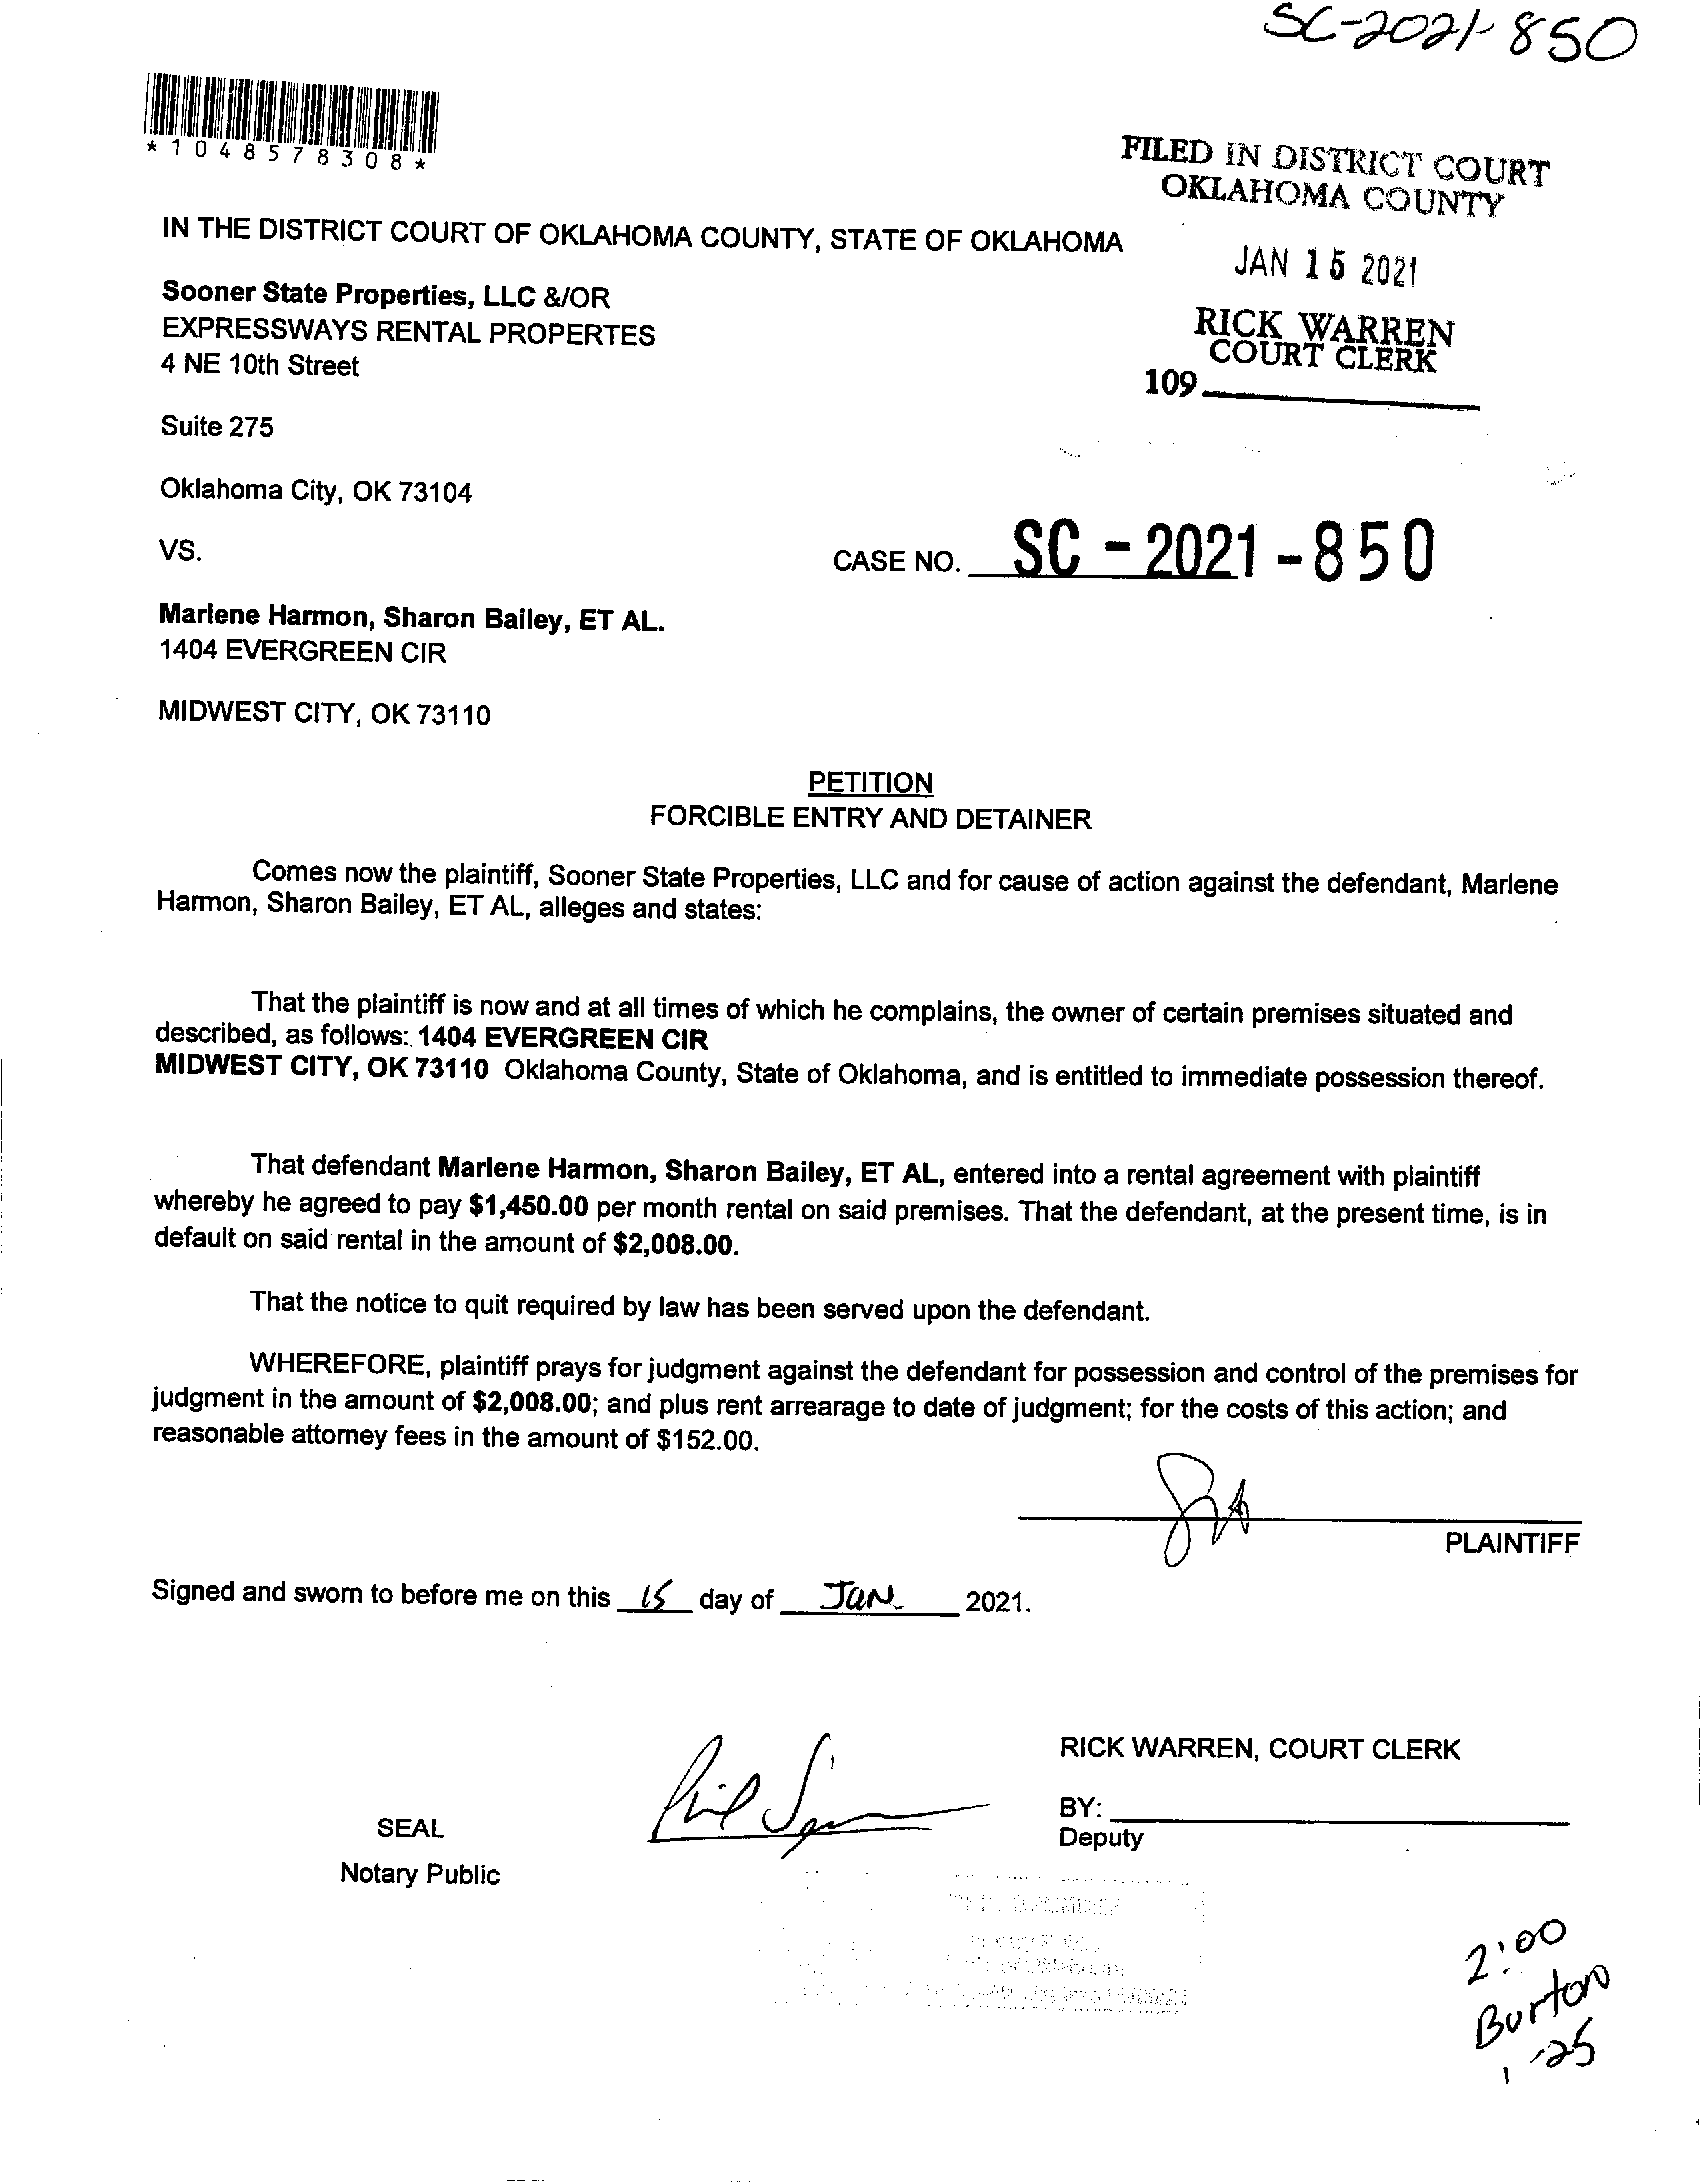 SC-2021-850
*1048578308*
FILED IN DISTRICT COURT
OKLAHOMA COUNTY
JAN 15 2021
RICK WARREN
COURT CLERK
109
IN THE DISTRICT COURT OF OKLAHOMA COUNTY, STATE OF OKLAHOMA
Sooner State Properties, LLC &/OR
EXPRESSWAYS RENTAL PROPERTES
4 NE 10th Street
Suite 275
Oklahoma City, OK 73104
VS.
CASE NO. SC - 2021 - 850
Marlene Harmon, Sharon Bailey, ET AL.
1404 EVERGREEN CIR
MIDWEST CITY, OK 73110
PETITION
FORCIBLE ENTRY AND DETAINER
Comes now the plaintiff, Sooner State Properties, LLC and for cause of action against the defendant, Marlene
Harmon, Sharon Bailey, ET AL, alleges and states:
That the plaintiff is now and at all times of which he complains, the owner of certain premises situated and
described, as follows: 1404 EVERGREEN CIR
MIDWEST CITY, OK 73110 Oklahoma County, State of Oklahoma, and is entitled to immediate possession thereof.
That defendant Marlene Harmon, Sharon Bailey, ET AL, entered into a rental agreement with plaintiff
whereby he agreed to pay $1,450.00 per month rental on said premises. That the defendant, at the present time, is in
default on said rental in the amount of $2,008.00.
That the notice to quit required by law has been served upon the defendant.
WHEREFORE, plaintiff prays for judgment against the defendant for possession and control of the premises for
judgment in the amount of $2,008.00; and plus rent arrearage to date of judgment; for the costs of this action; and
reasonable attorney fees in the amount of $152.00.
PLAINTIFF
Signed and sworn to before me on this 15 day of JAN 2021.
RICK WARREN, COURT CLERK
BY:
Deputy
SEAL
Notary Public
2:00
Burton
1-25